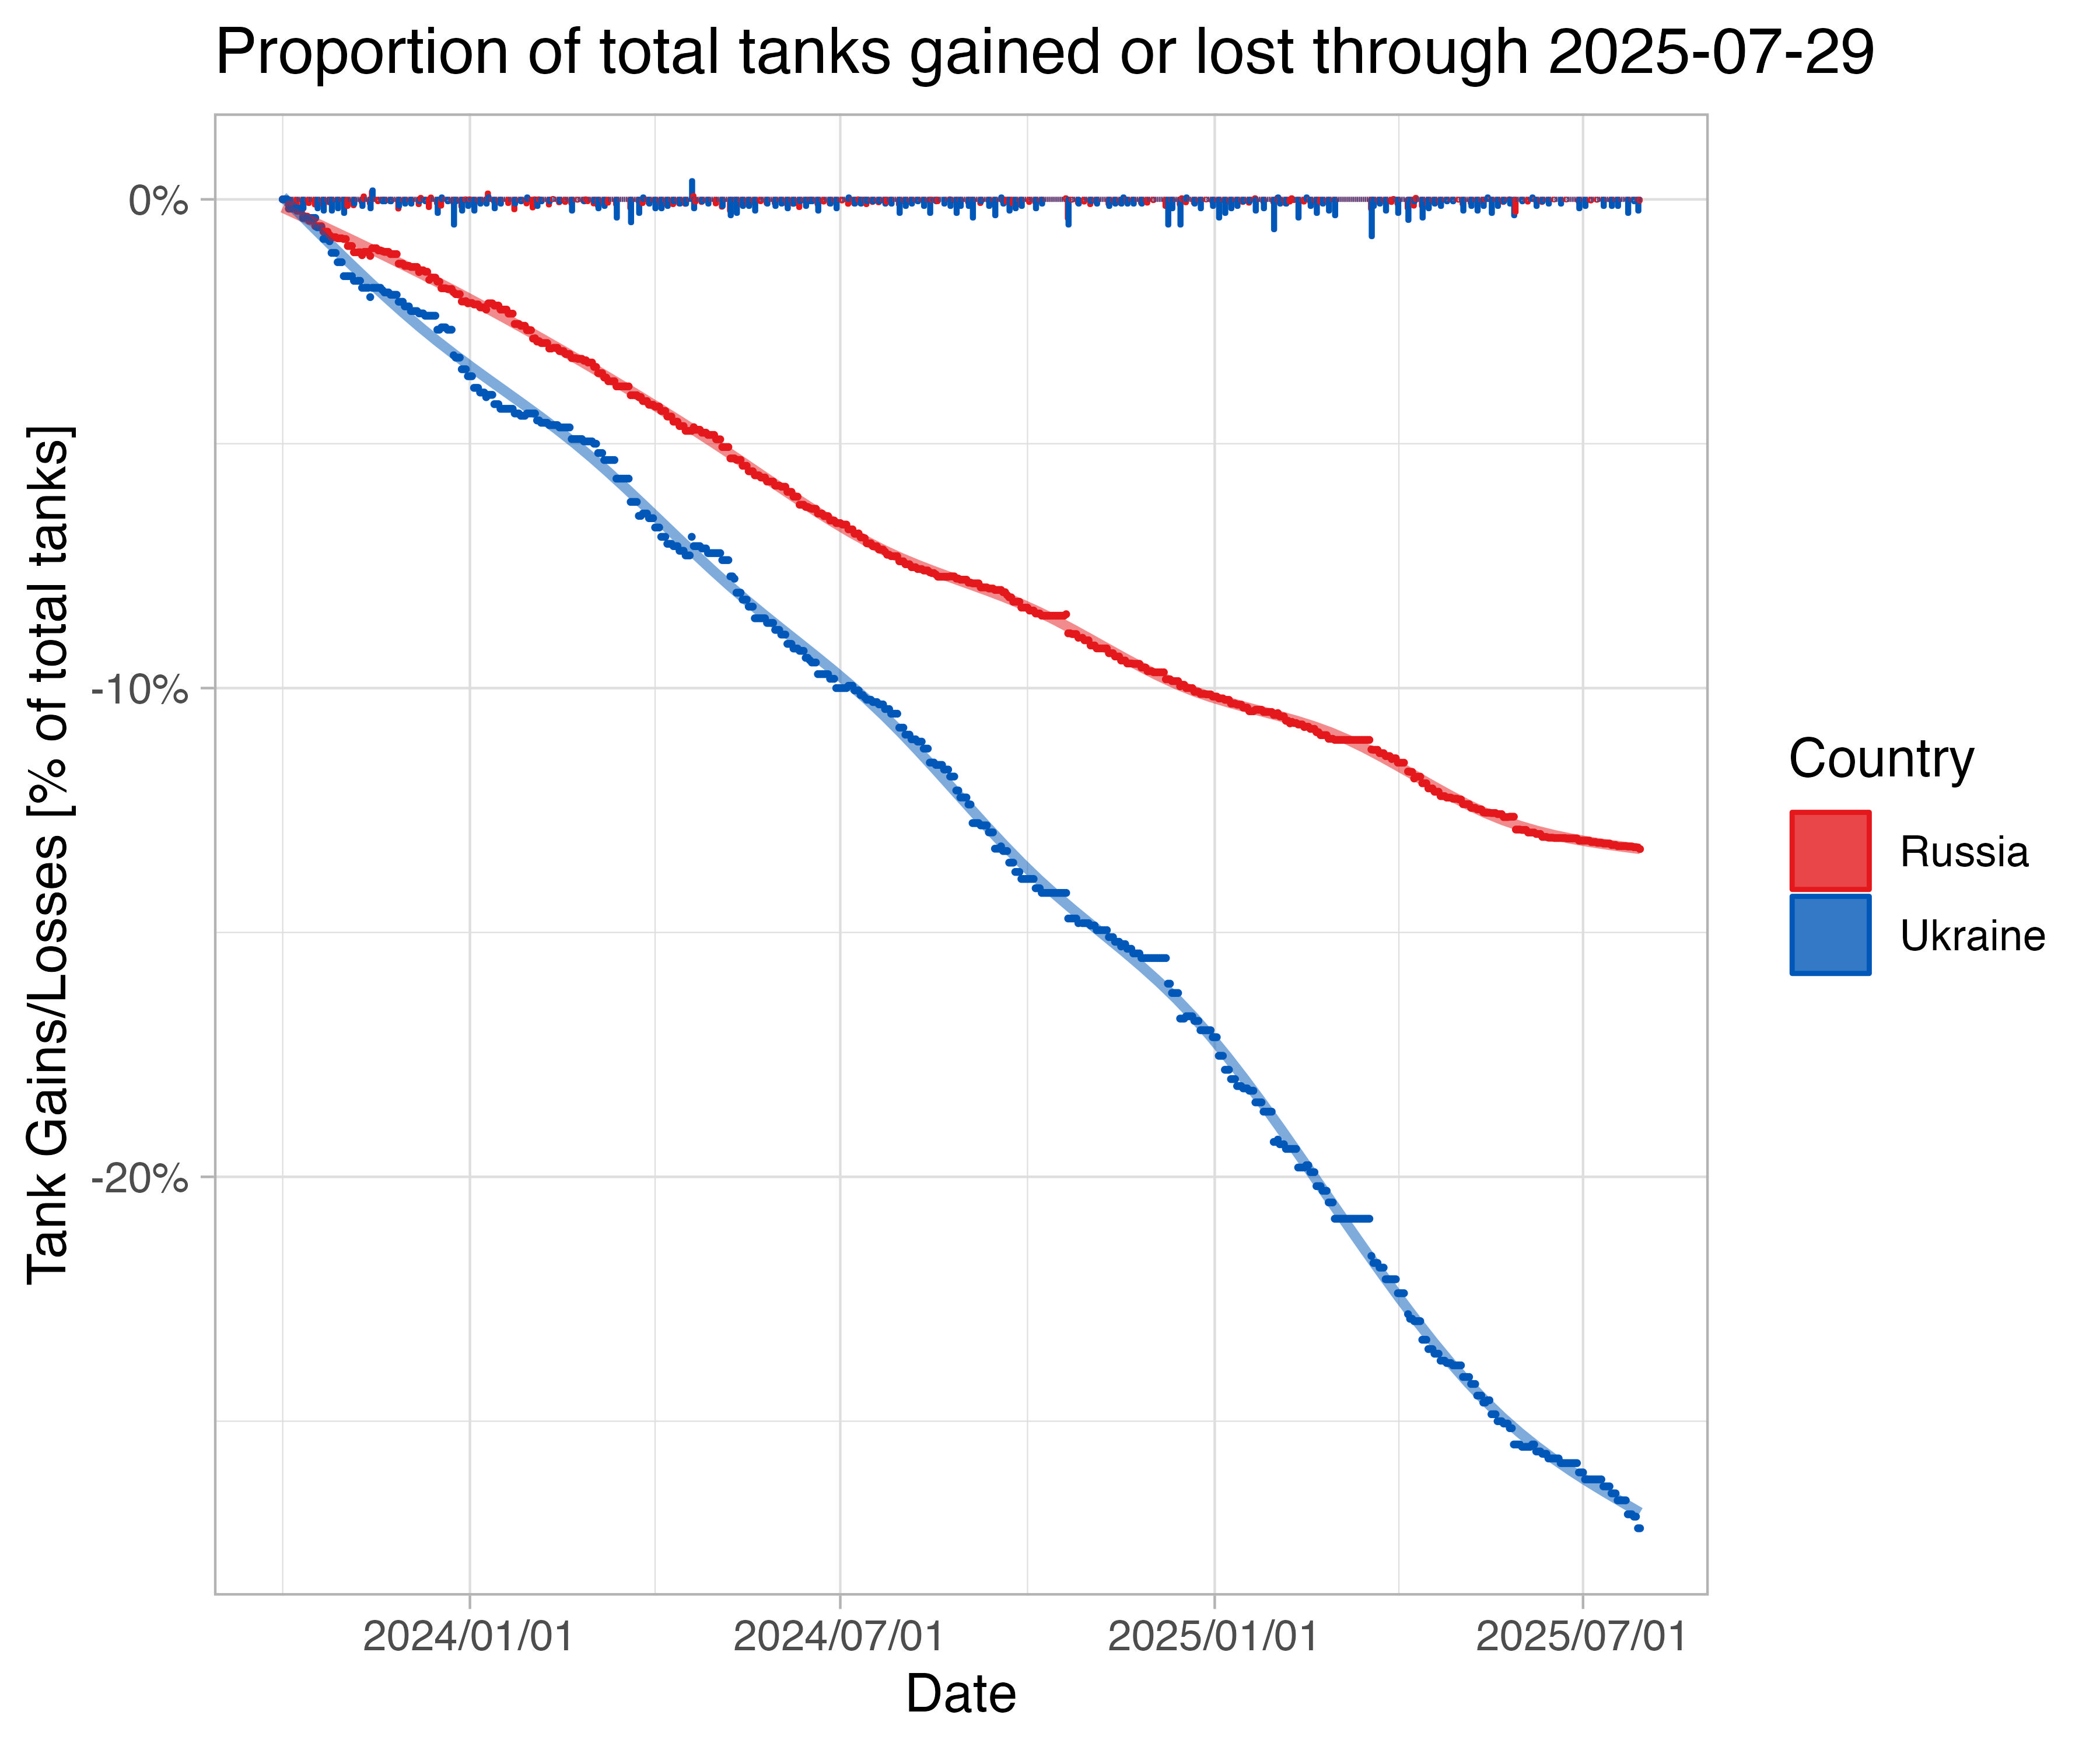 Proportion of total tanks gained or lost through 2025-07-29
Tank Gains/Losses [% of total tanks]
0%
-10%
-20%
2024/01/01
2024/07/01
2025/01/01
2025/07/01
Date
Country
Russia
Ukraine